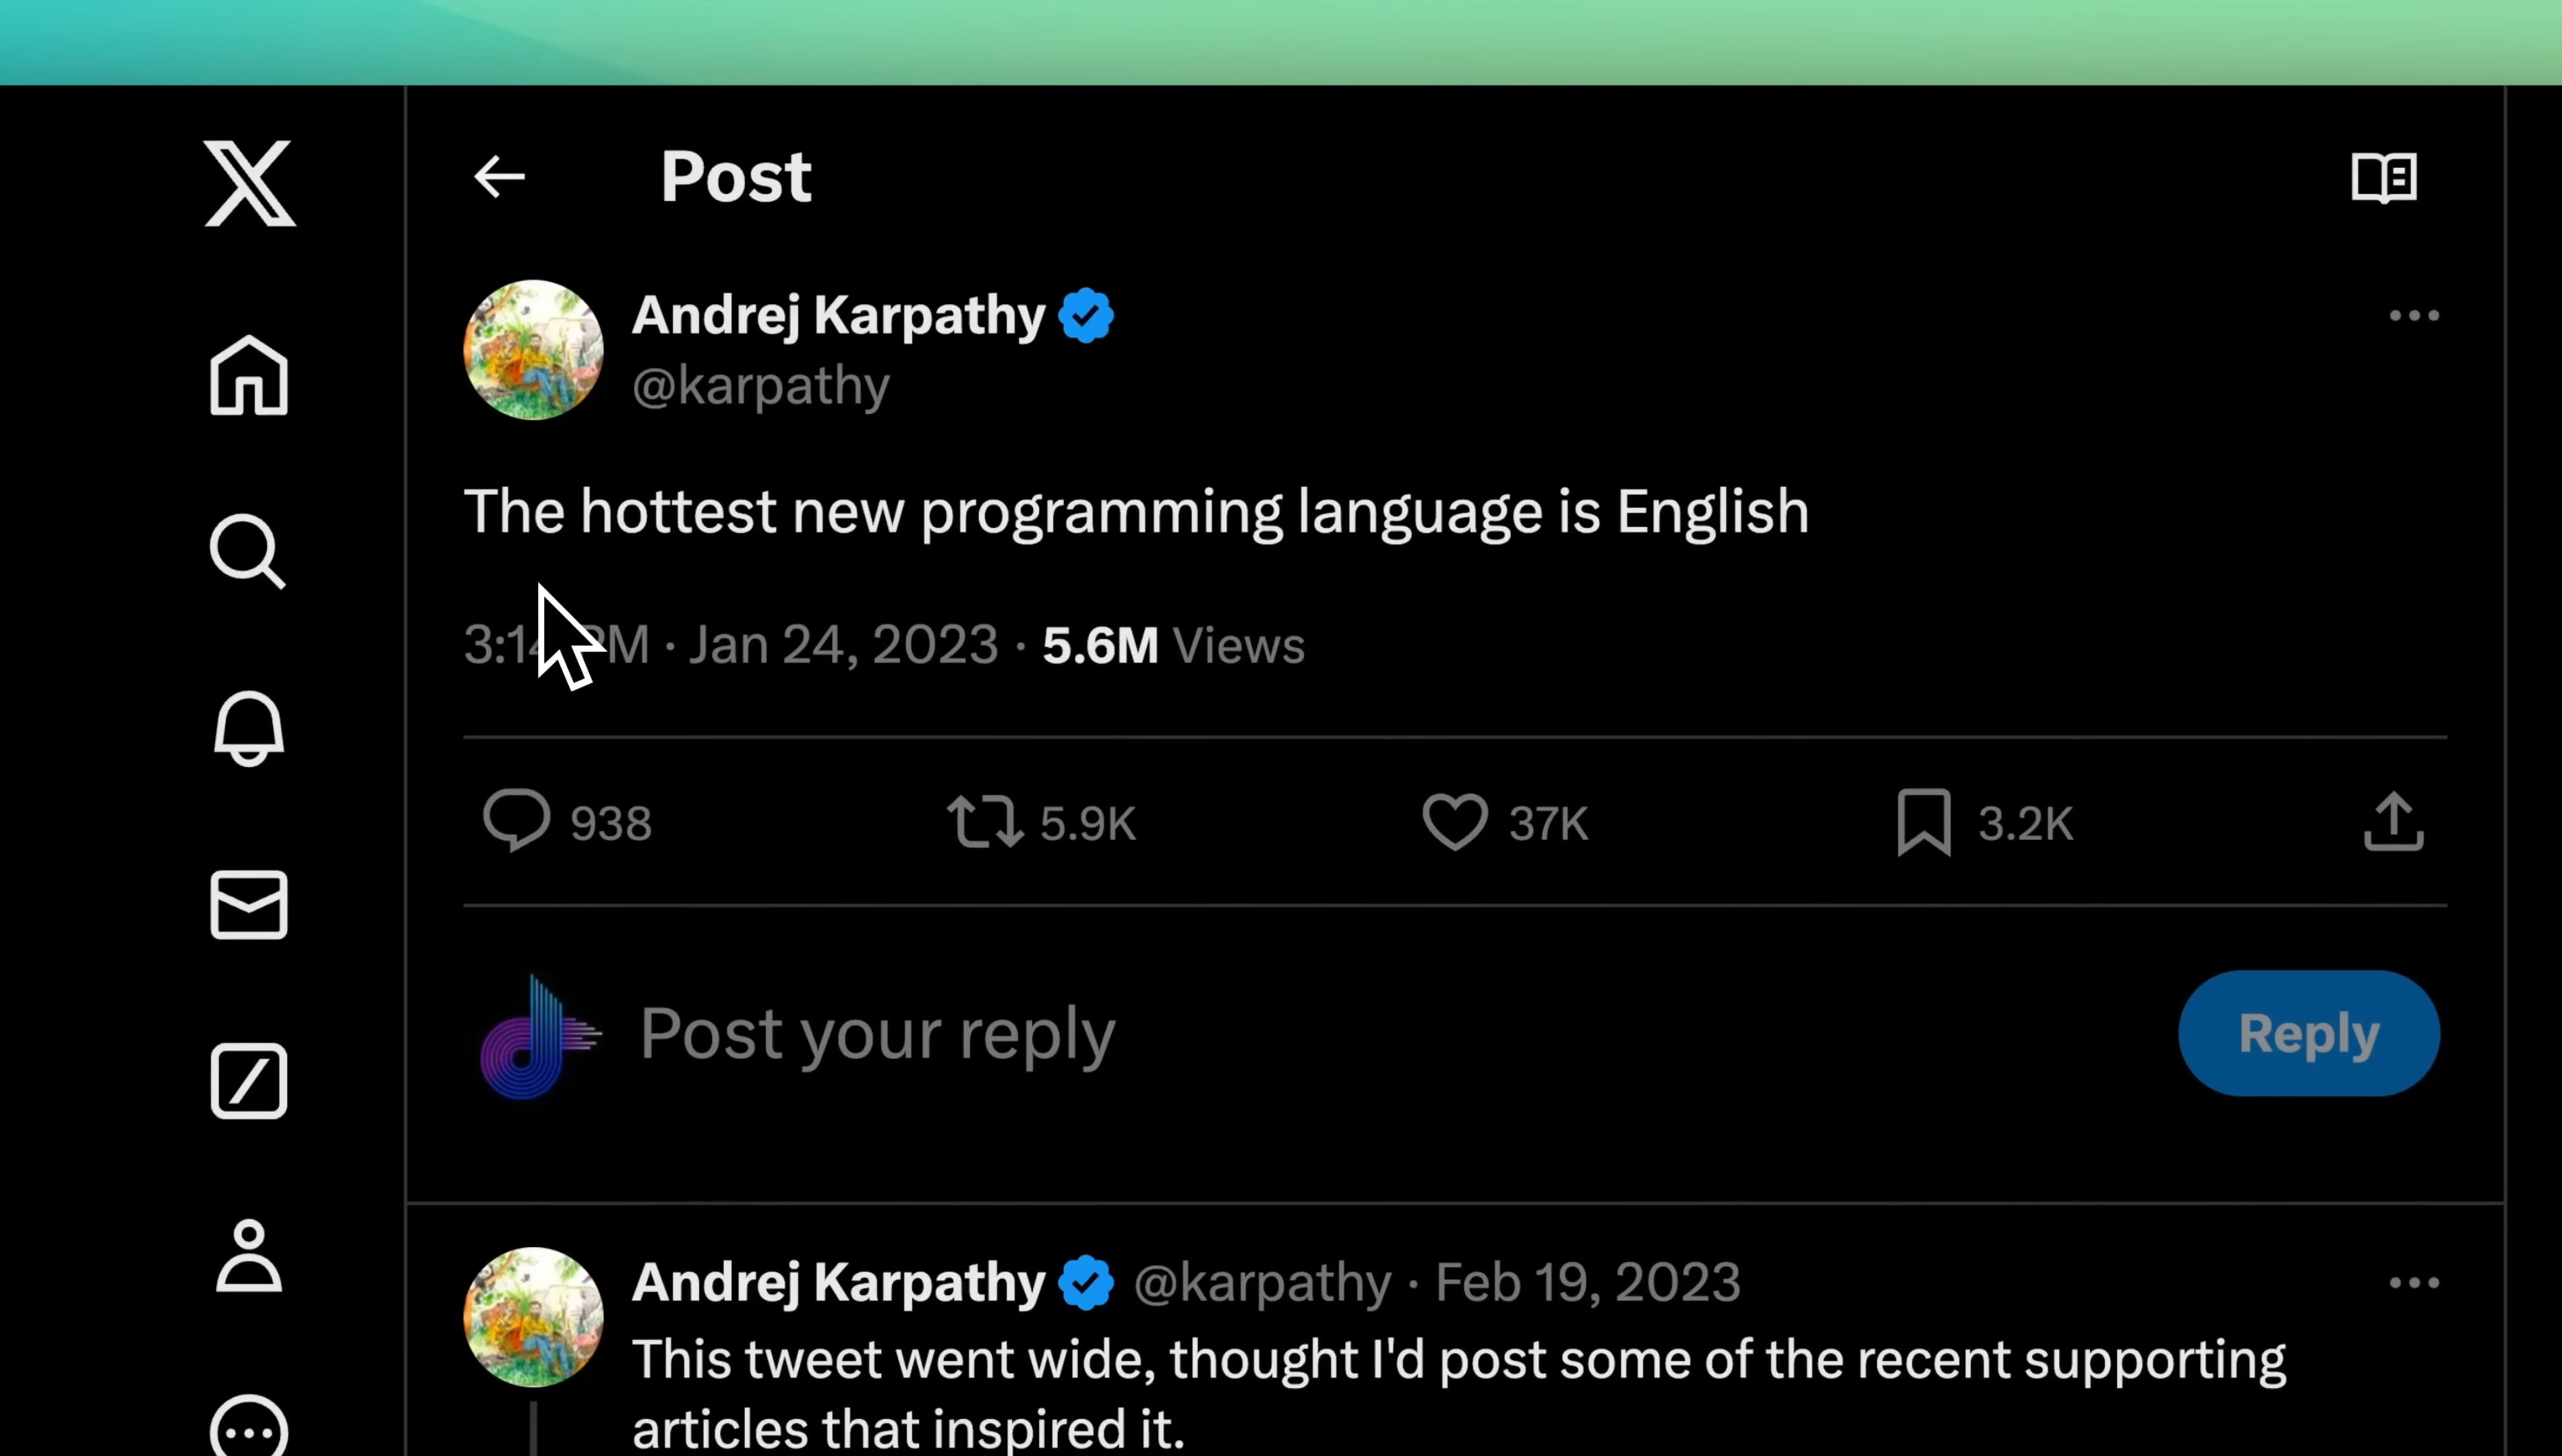 Post
Andrej Karpathy
@karpathy
The hottest new programming language is English
PM · Jan 24, 2023 · 5.6M Views
938 5.9K 37K 3.2K
Post your reply
Reply
Andrej Karpathy @karpathy · Feb 19, 2023
This tweet went wide, thought I'd post some of the recent supporting
articles that inspired it.